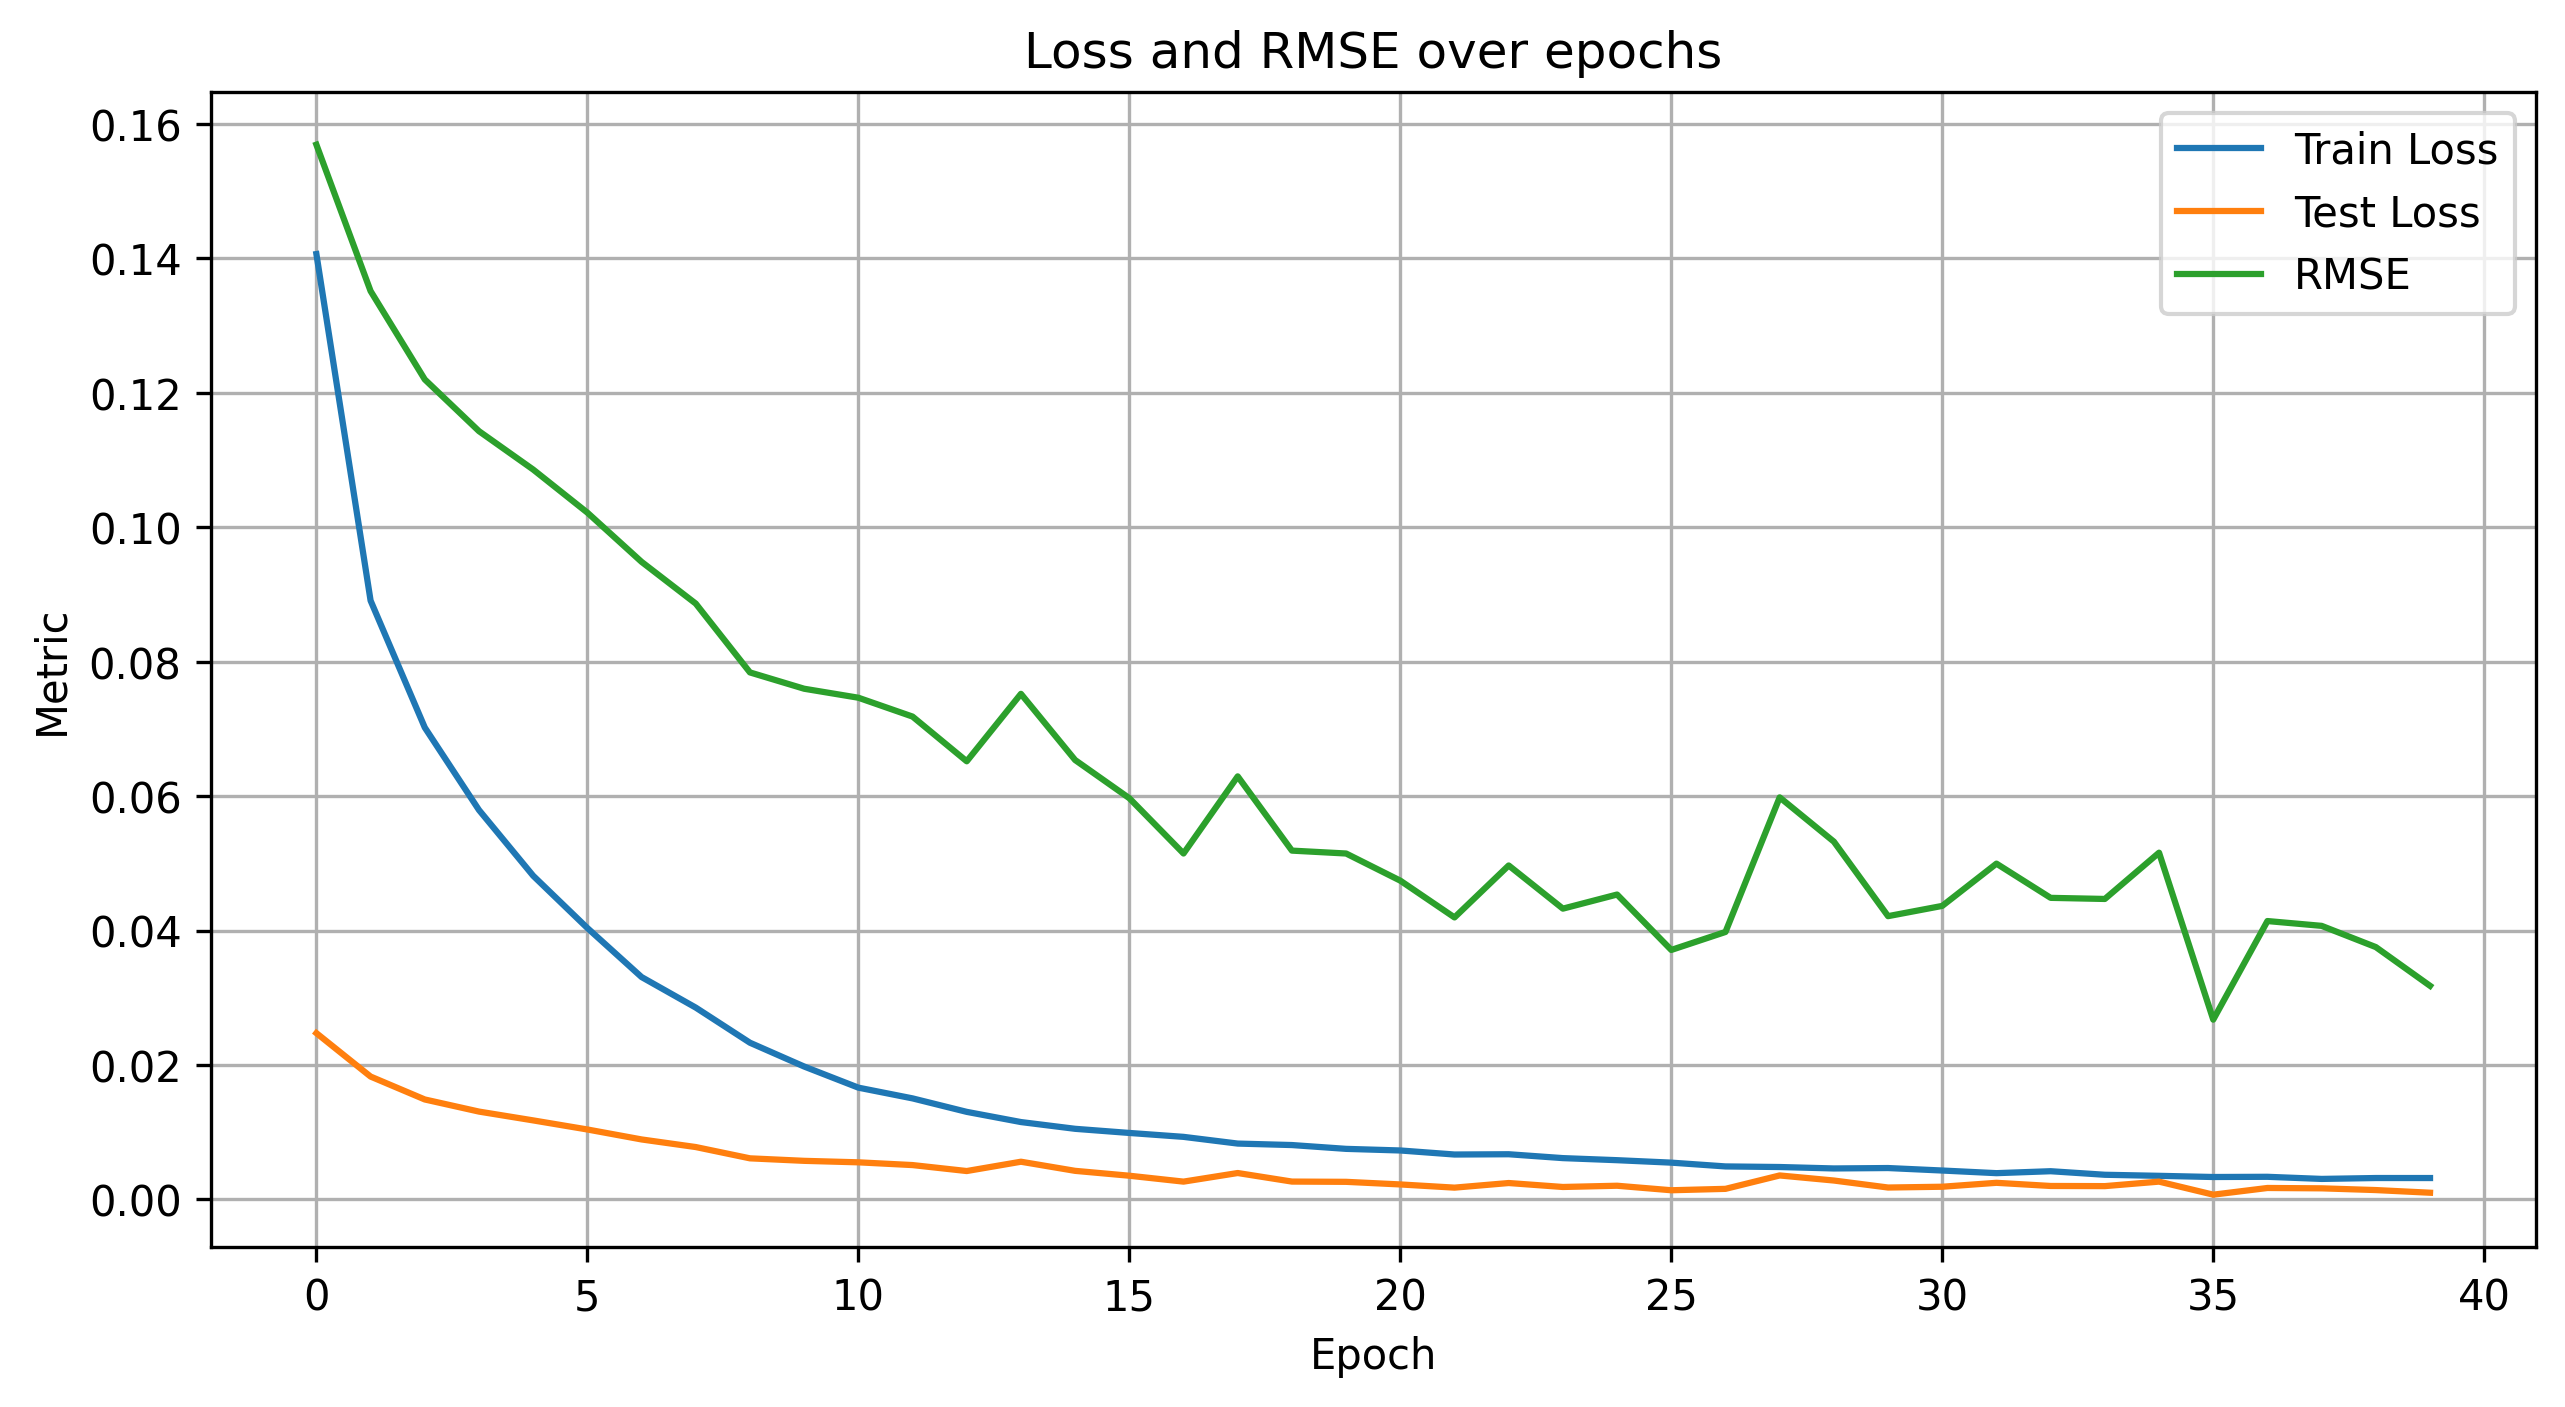 Loss and RMSE over epochs
0.16
0.14
0.12
0.10
0.08
0.06
0.04
0.02
0.00
Metric
Train Loss
Test Loss
RMSE
0 5 10 15 20 25 30 35 40
Epoch